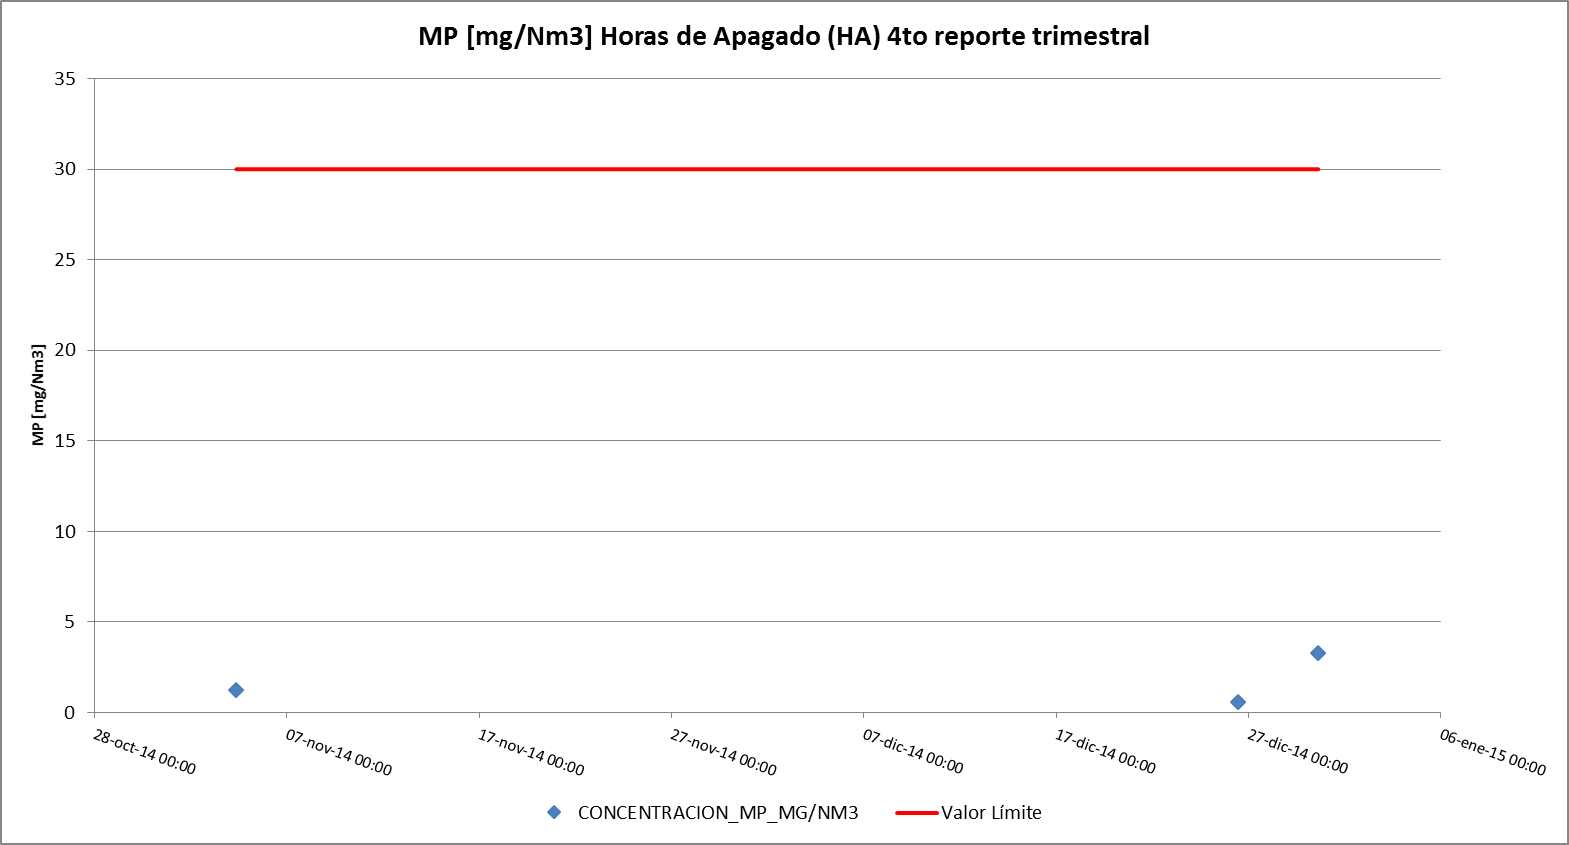 MP [mg/Nm3] Horas de Apagado (HA) 4to reporte trimestral
35
30
25
20
15
10
5
0
MP [mg/Nm3]
28-oct-14 00:00
07-nov-14 00:00
17-nov-14 00:00
27-nov-14 00:00
07-dic-14 00:00
17-dic-14 00:00
27-dic-14 00:00
06-ene-15 00:00
CONCENTRACION_MP_MG/NM3
Valor Límite